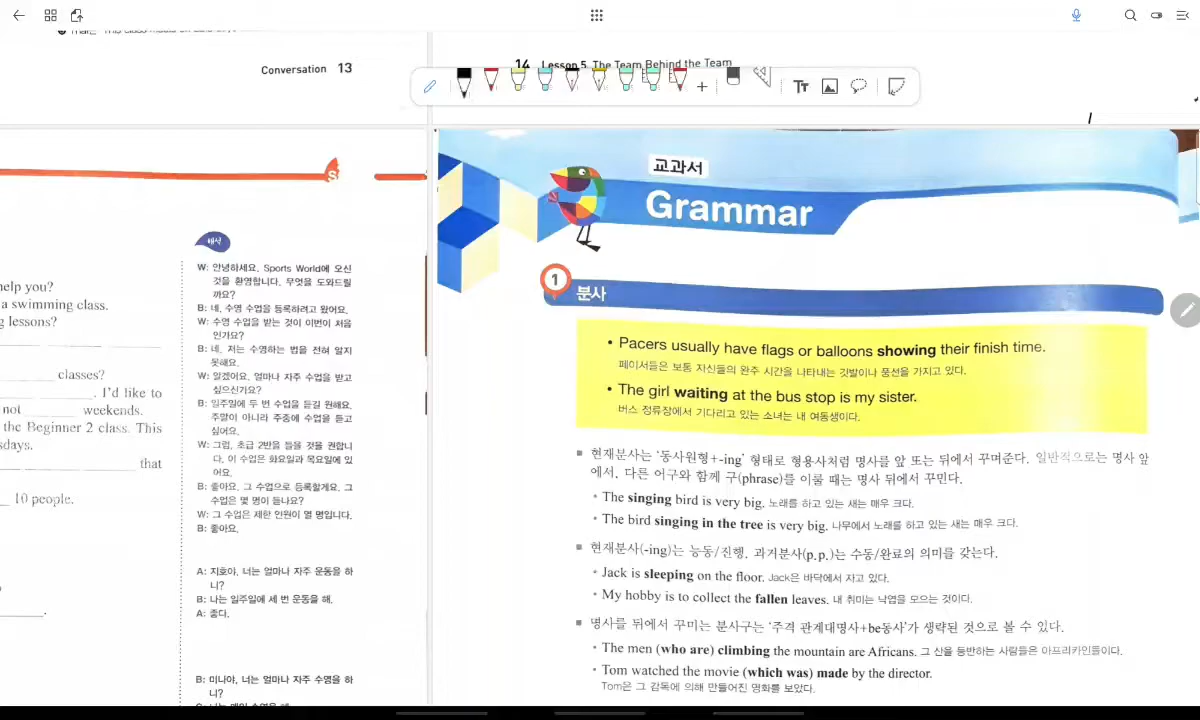 Conversation 13
14 Lesson 5 The Team Behind the Team
Tт
help you?
a swimming class.
g lessons?
classes?
. I'd like to
not weekends.
the Beginner 2 class. This
sdays.
that
10 people.
해석
W: 안녕하세요, Sports World에 오신
것을 환영합니다. 무엇을 도와드릴
까요?
B: 네, 수영 수업을 등록하려고 왔어요.
W: 수영 수업을 받는 것이 이번이 처음
인가요?
B: 네, 저는 수영하는 법을 전혀 알지
못해요.
W: 알겠어요. 얼마나 자주 수업을 받고
싶으신가요?
B: 일주일에 두 번 수업을 듣길 원해요.
주말이 아니라 주중에 수업을 듣고
싶어요.
W: 그럼, 초급 2반을 들을 것을 권합니
다. 이 수업은 화요일과 목요일에 있
어요.
B: 좋아요. 그 수업으로 등록할게요. 그
수업은 몇 명이 듣나요?
W: 그 수업은 제한 인원이 열 명입니다.
B: 좋아요.
A: 지호야, 너는 얼마나 자주 운동을 하
니?
B: 나는 일주일에 세 번 운동을 해.
A: 좋다.
B: 미나야, 너는 얼마나 자주 수영을 하
니?
교과서
Grammar
1 분사
• Pacers usually have flags or balloons showing their finish time.
페이서들은 보통 자신들의 완주 시간을 나타내는 깃발이나 풍선을 가지고 있다.
• The girl waiting at the bus stop is my sister.
버스 정류장에서 기다리고 있는 소녀는 내 여동생이다.
■ 현재분사는 '동사원형+-ing' 형태로 형용사처럼 명사를 앞 또는 뒤에서 꾸며준다. 일반적으로는 명사 앞
에서, 다른 어구와 함께 구(phrase)를 이룰 때는 명사 뒤에서 꾸민다.
• The singing bird is very big. 노래를 하고 있는 새는 매우 크다.
• The bird singing in the tree is very big. 나무에서 노래를 하고 있는 새는 매우 크다.
■ 현재분사(-ing)는 능동/진행, 과거분사(p.p.)는 수동/완료의 의미를 갖는다.
• Jack is sleeping on the floor. Jack은 바닥에서 자고 있다.
• My hobby is to collect the fallen leaves. 내 취미는 낙엽을 모으는 것이다.
■ 명사를 뒤에서 꾸미는 분사구는 '주격 관계대명사+be동사'가 생략된 것으로 볼 수 있다.
• The men (who are) climbing the mountain are Africans. 그 산을 등반하는 사람들은 아프리카인들이다.
• Tom watched the movie (which was) made by the director.
Tom은 그 감독에 의해 만들어진 영화를 보았다.